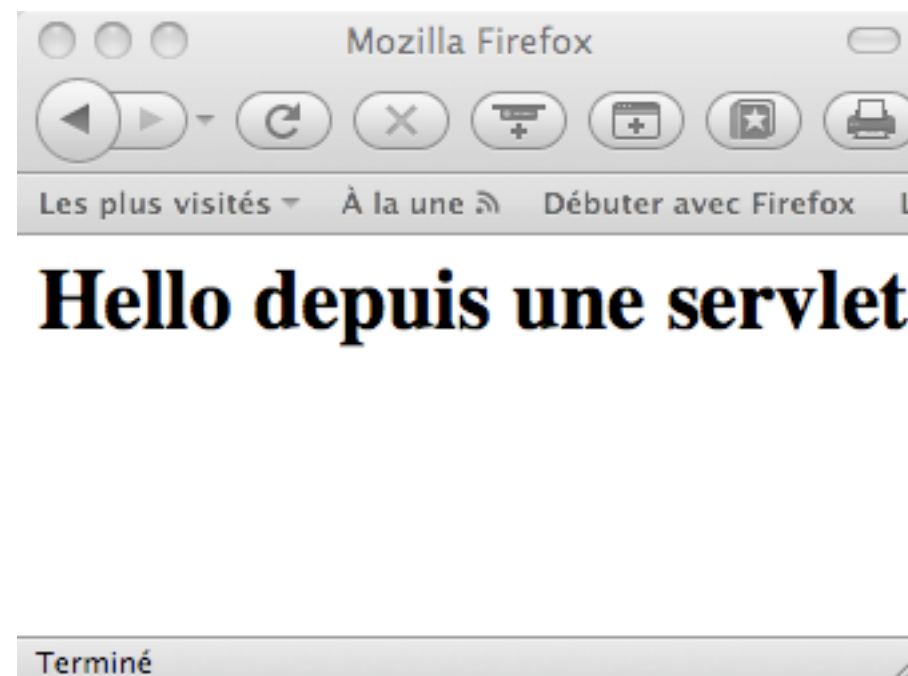 Mozilla Firefox
Les plus visités À la une Débuter avec Firefox
Hello depuis une servlet
Terminé